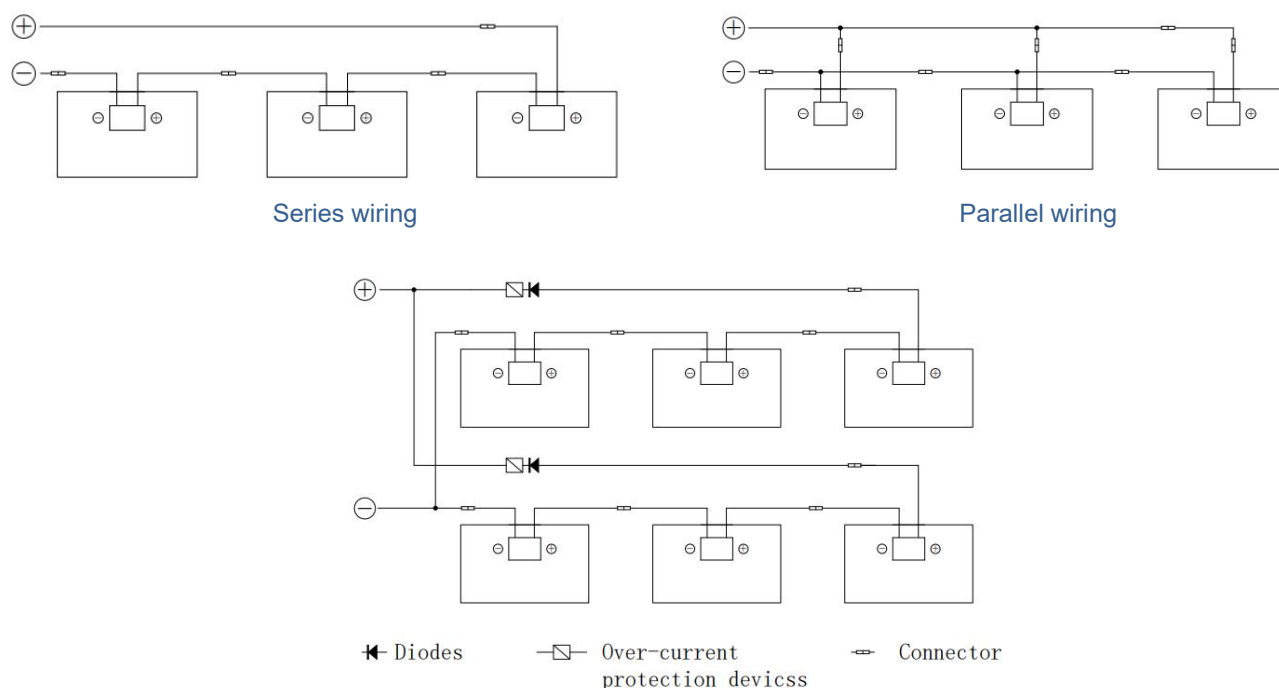 Series wiring
Parallel wiring
Diodes
Over-current
protection devicss
Connector